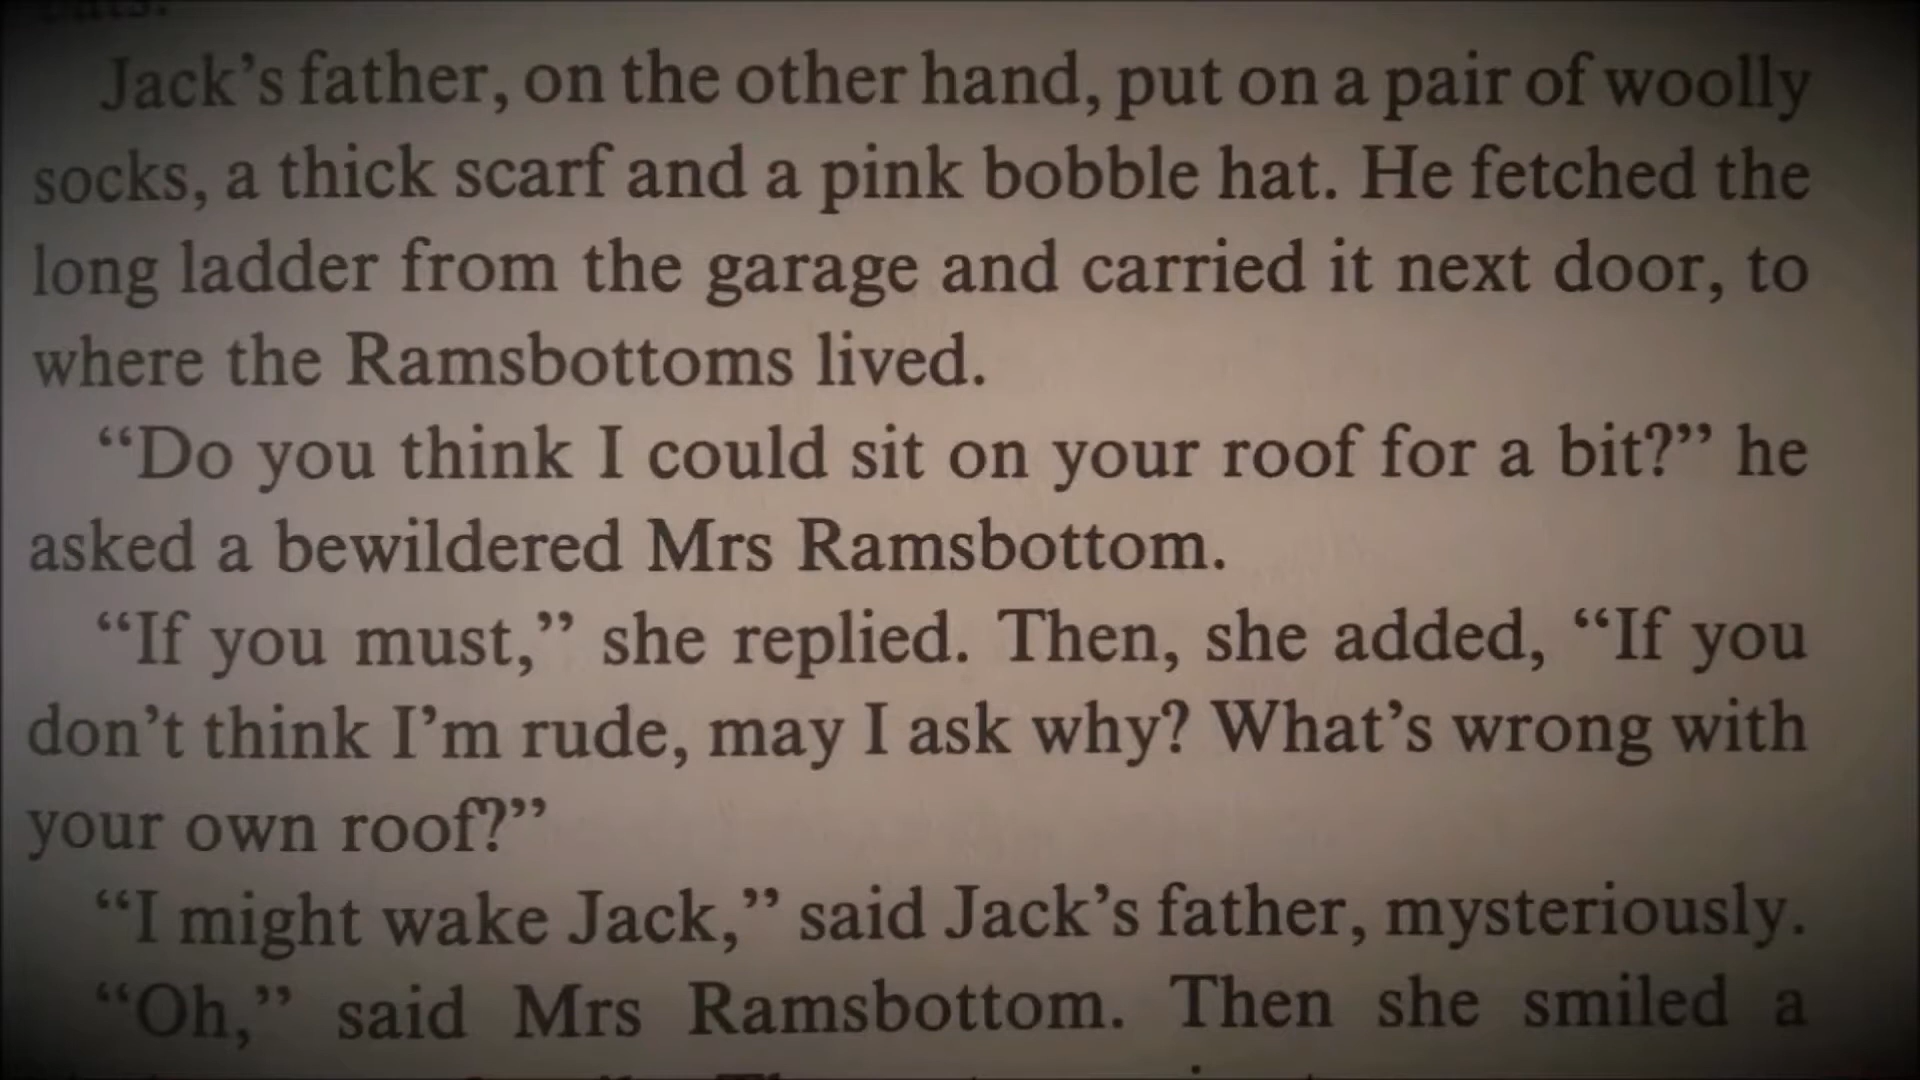 Jack’s father, on the other hand, put on a pair of woolly
socks, a thick scarf and a pink bobble hat. He fetched the
long ladder from the garage and carried it next door, to
where the Ramsbottoms lived.
“Do you think I could sit on your roof for a bit?” he
asked a bewildered Mrs Ramsbottom.
“If you must,” she replied. Then, she added, “If you
don’t think I’m rude, may I ask why? What’s wrong with
your own roof?”
“I might wake Jack,” said Jack’s father, mysteriously.
“Oh,” said Mrs Ramsbottom. Then she smiled a